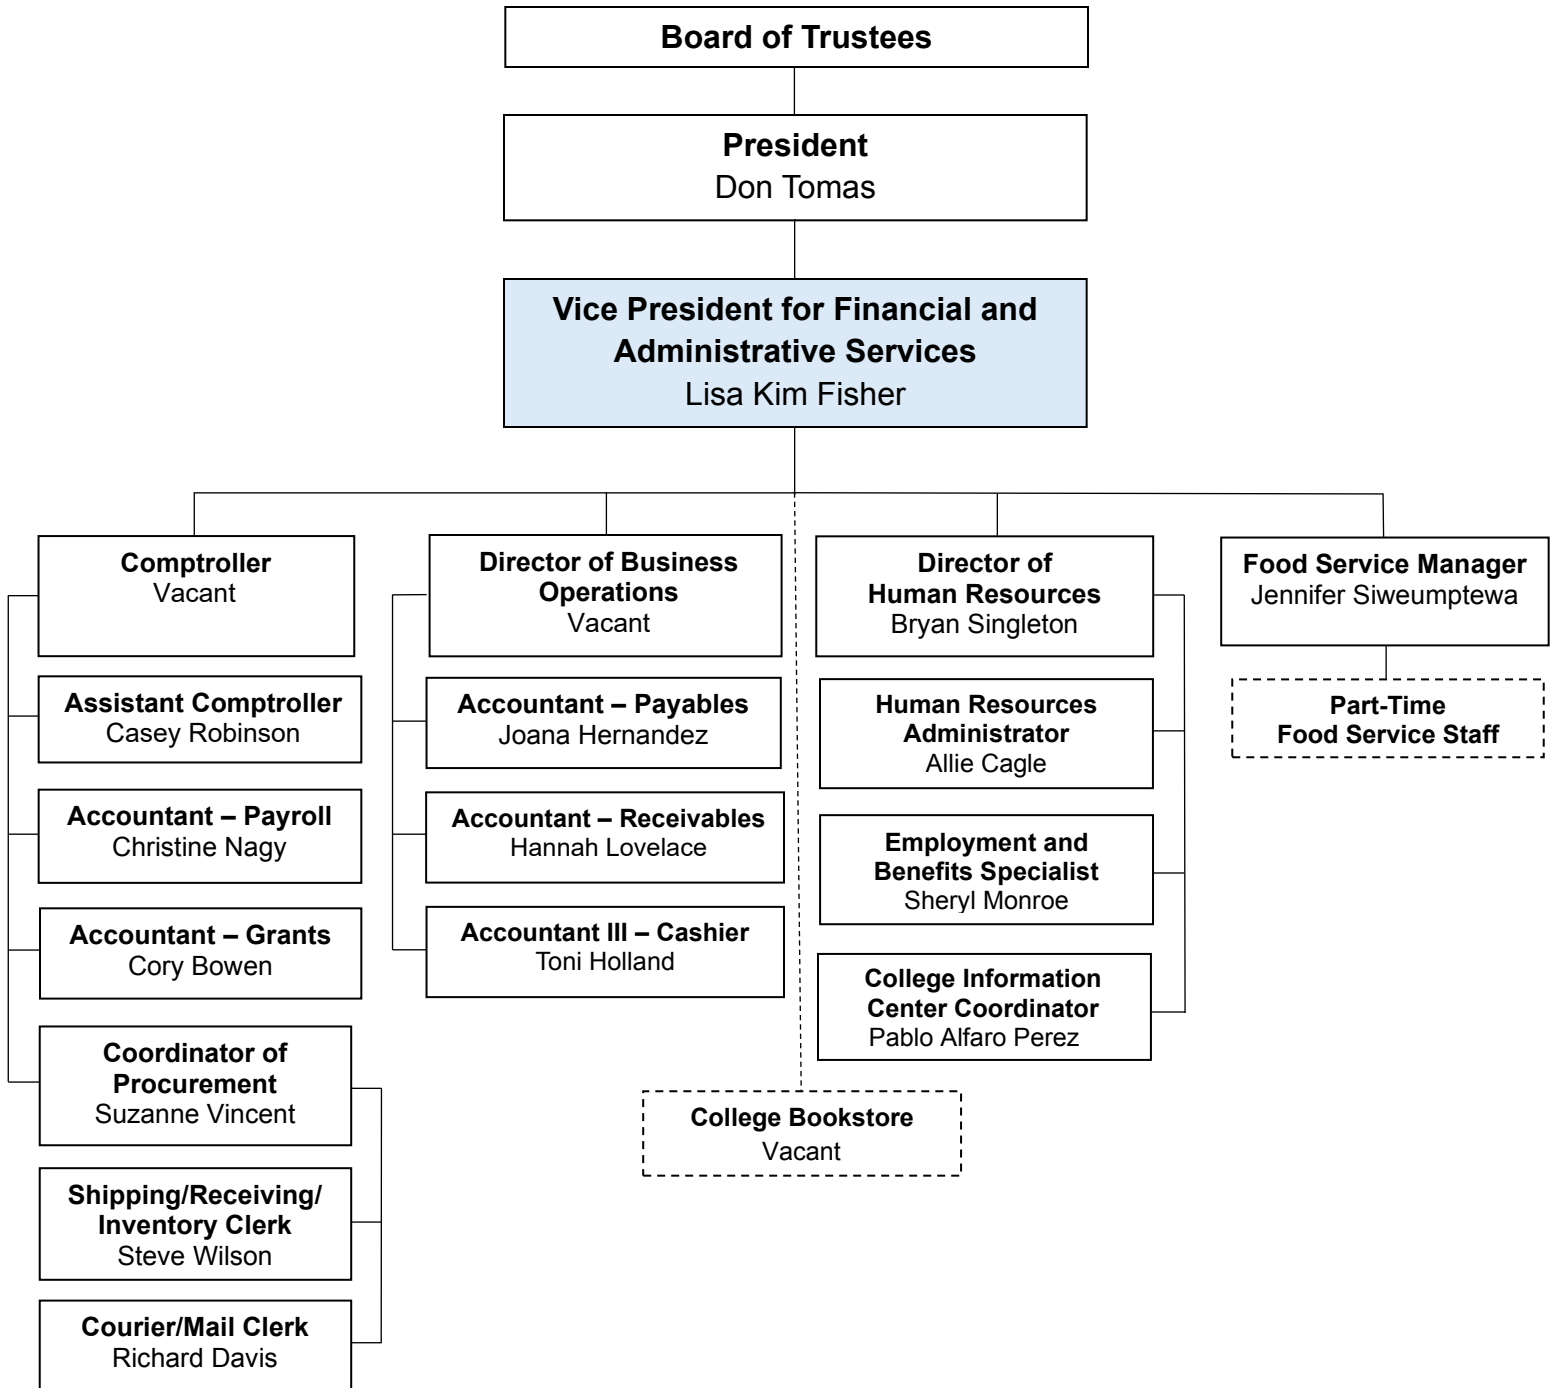 Board of Trustees
President
Don Tomas
Vice President for Financial and
Administrative Services
Lisa Kim Fisher
Comptroller
Vacant
Assistant Comptroller
Casey Robinson
Accountant – Payroll
Christine Nagy
Accountant – Grants
Cory Bowen
Coordinator of
Procurement
Suzanne Vincent
Shipping/Receiving/
Inventory Clerk
Steve Wilson
Courier/Mail Clerk
Richard Davis
Director of Business
Operations
Vacant
Accountant – Payables
Joana Hernandez
Accountant – Receivables
Hannah Lovelace
Accountant III – Cashier
Toni Holland
College Bookstore
Vacant
Director of
Human Resources
Bryan Singleton
Human Resources
Administrator
Allie Cagle
Employment and
Benefits Specialist
Sheryl Monroe
College Information
Center Coordinator
Pablo Alfaro Perez
Food Service Manager
Jennifer Siweumptewa
Part-Time
Food Service Staff